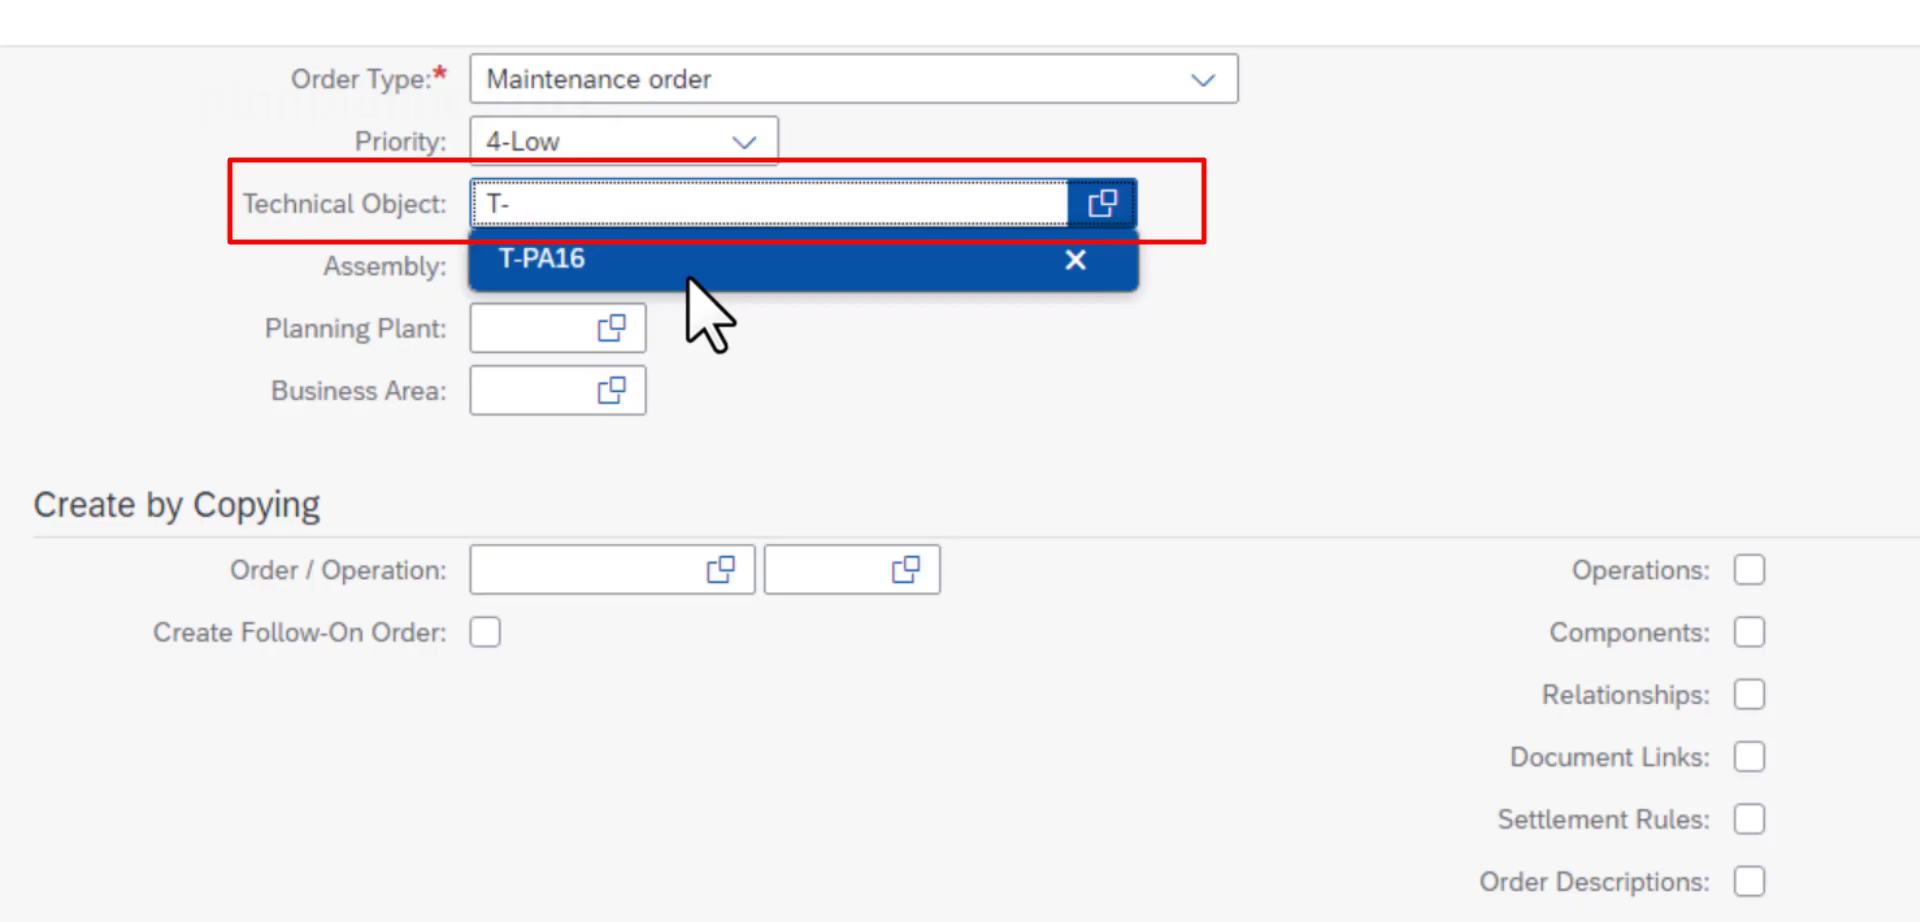 Order Type:* Maintenance order
Priority: 4-Low
Technical Object: T-
T-PA16
Assembly:
Planning Plant:
Business Area:
Create by Copying
Order / Operation:
Operations:
Create Follow-On Order:
Components:
Relationships:
Document Links:
Settlement Rules:
Order Descriptions: